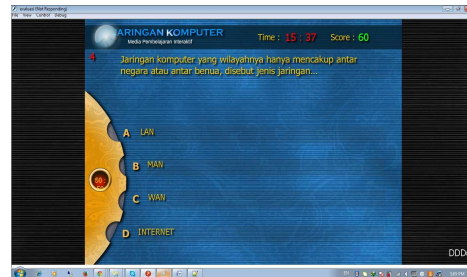 evaluasi (Not Responding)
File View Control Debug
JARINGAN KOMPUTER
Media Pembelajaran Interaktif
Time : 15 : 37 Score : 60
4
Jaringan komputer yang wilayahnya hanya mencakup antar
negara atau antar benua, disebut jenis jaringan...
A LAN
B MAN
60
C WAN
D INTERNET
DDD